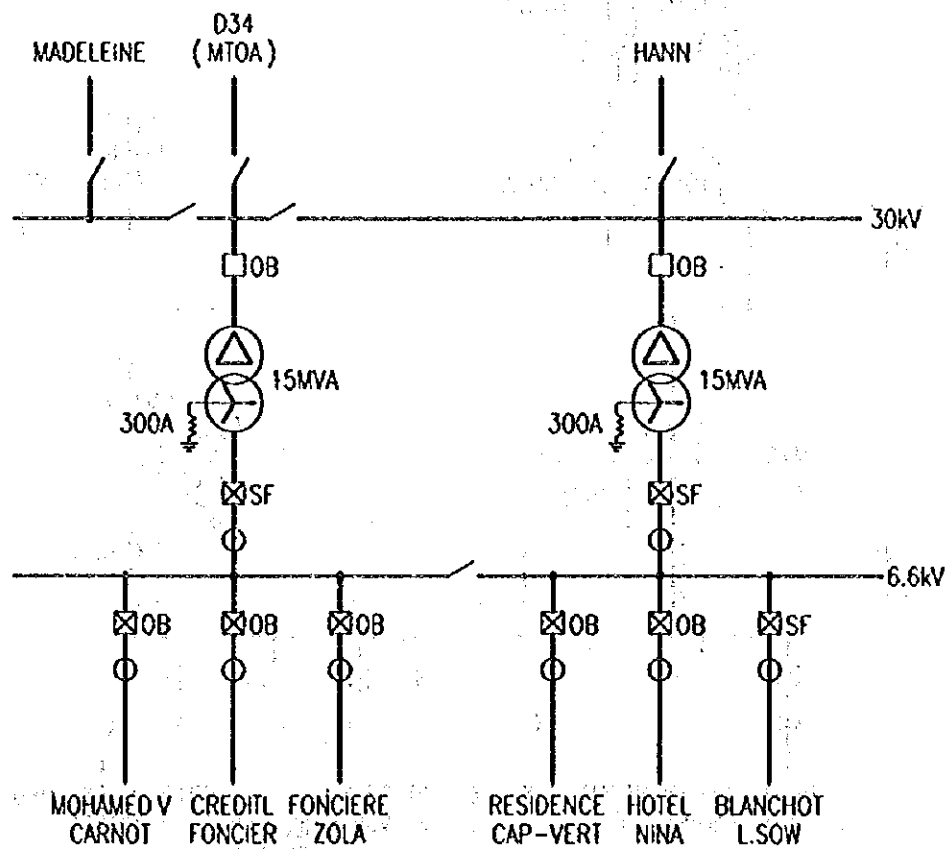 D34
MADELEINE
(MTOA)
HANN
30kV
OB
OB
15MVA
15MVA
300A
300A
SF
SF
6.6kV
OB
OB
OB
OB
OB
SF
MOHAMED V
CARNOT
CREDITL
FONCIER
FONCIERE
ZOLA
RESIDENCE
CAP-VERT
HOTEL
NINA
BLANCHOT
L.SOW